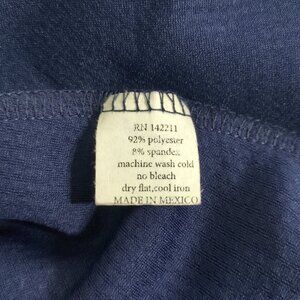 RN 142211
92% polyester
8% spandex
machine wash cold
no bleach
dry flat,cool iron
MADE IN MEXICO